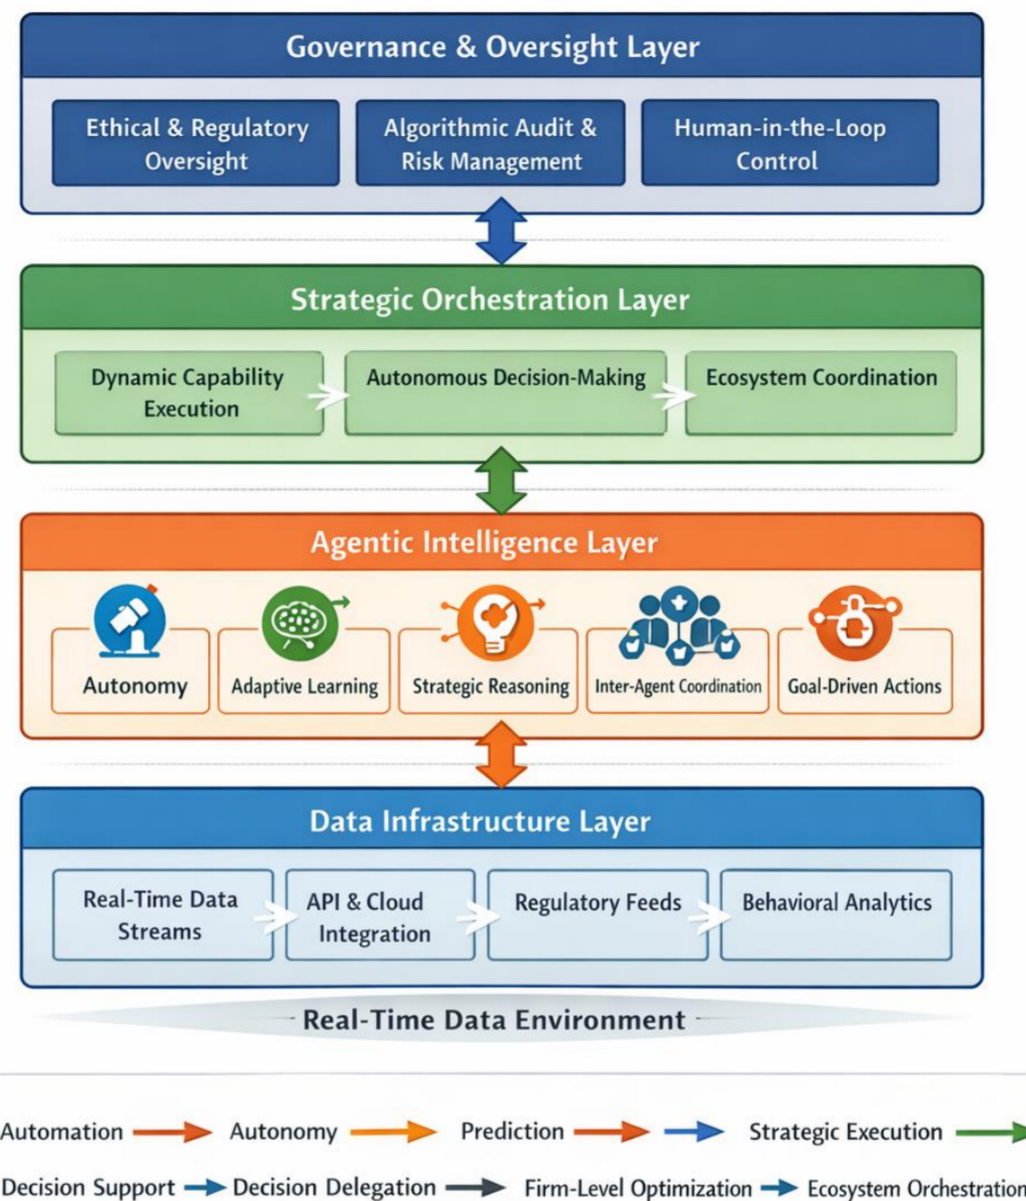 Governance & Oversight Layer
Ethical & Regulatory
Oversight
Algorithmic Audit &
Risk Management
Human-in-the-Loop
Control
Strategic Orchestration Layer
Dynamic Capability
Execution
Autonomous Decision-Making
Ecosystem Coordination
Agentic Intelligence Layer
Autonomy
Adaptive Learning
Strategic Reasoning
Inter-Agent Coordination
Goal-Driven Actions
Data Infrastructure Layer
Real-Time Data
Streams
API & Cloud
Integration
Regulatory Feeds
Behavioral Analytics
Real-Time Data Environment
Automation Autonomy Prediction Strategic Execution
Decision Support Decision Delegation Firm-Level Optimization Ecosystem Orchestration